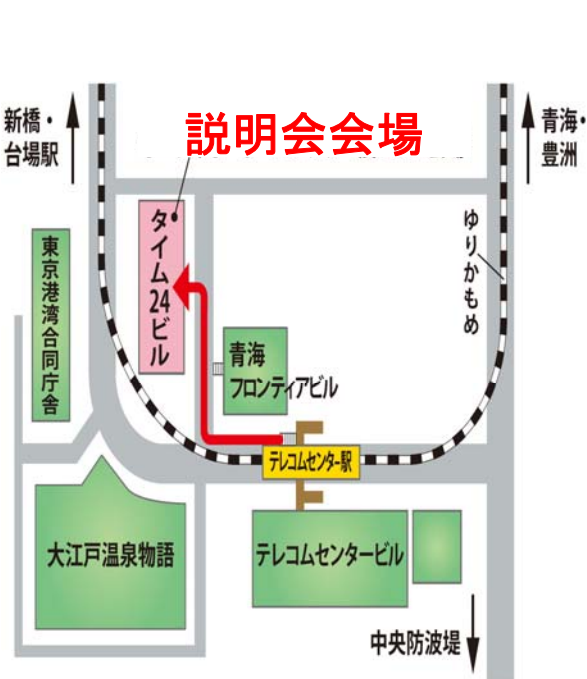 新橋・
台場駅
説明会会場
青海・
豊洲
タイム24ビル
ゆりかもめ
東京港湾合同庁舎
青海
フロンティアビル
テレコムセンター駅
大江戸温泉物語
テレコムセンタービル
中央防波堤